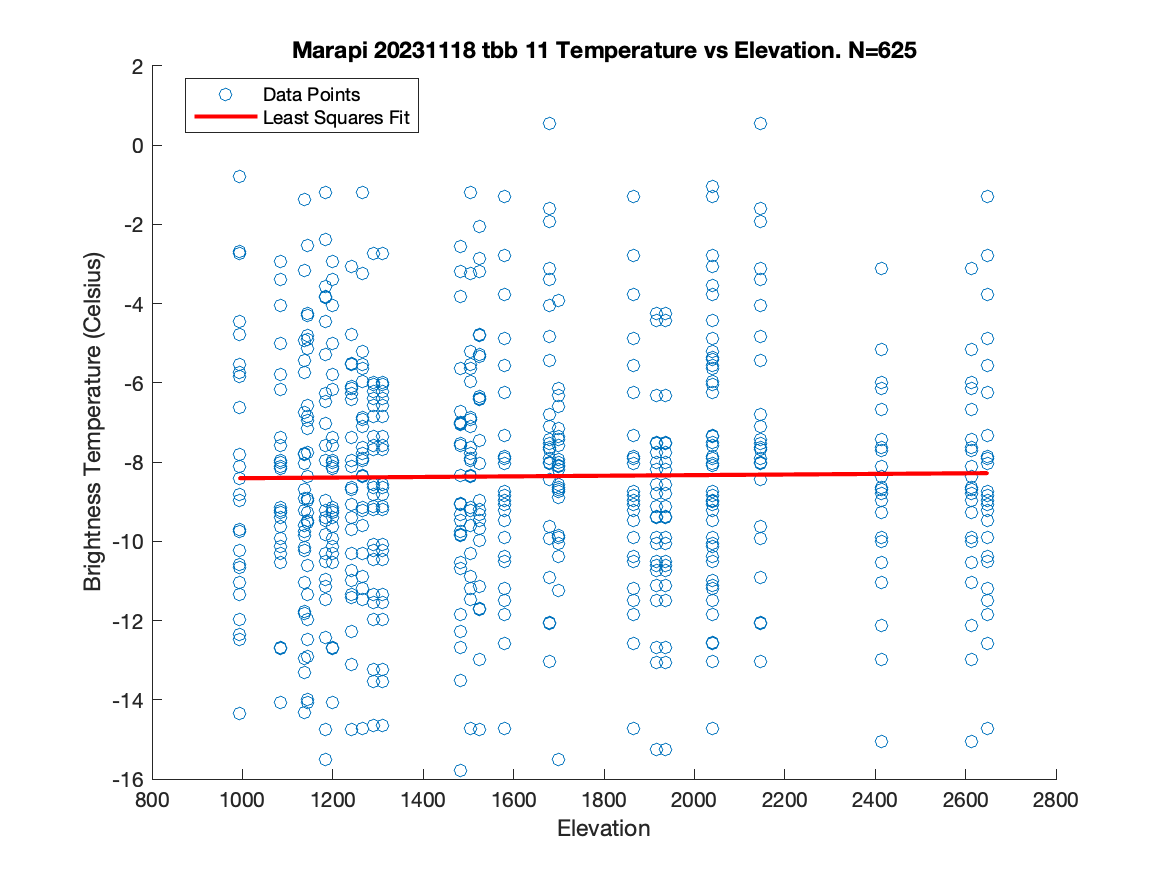 Marapi 20231118 tbb 11 Temperature vs Elevation. N=625
Data Points
Least Squares Fit
2
0
-2
-4
-6
-8
-10
-12
-14
-16
Brightness Temperature (Celsius)
800 1000 1200 1400 1600 1800 2000 2200 2400 2600 2800
Elevation